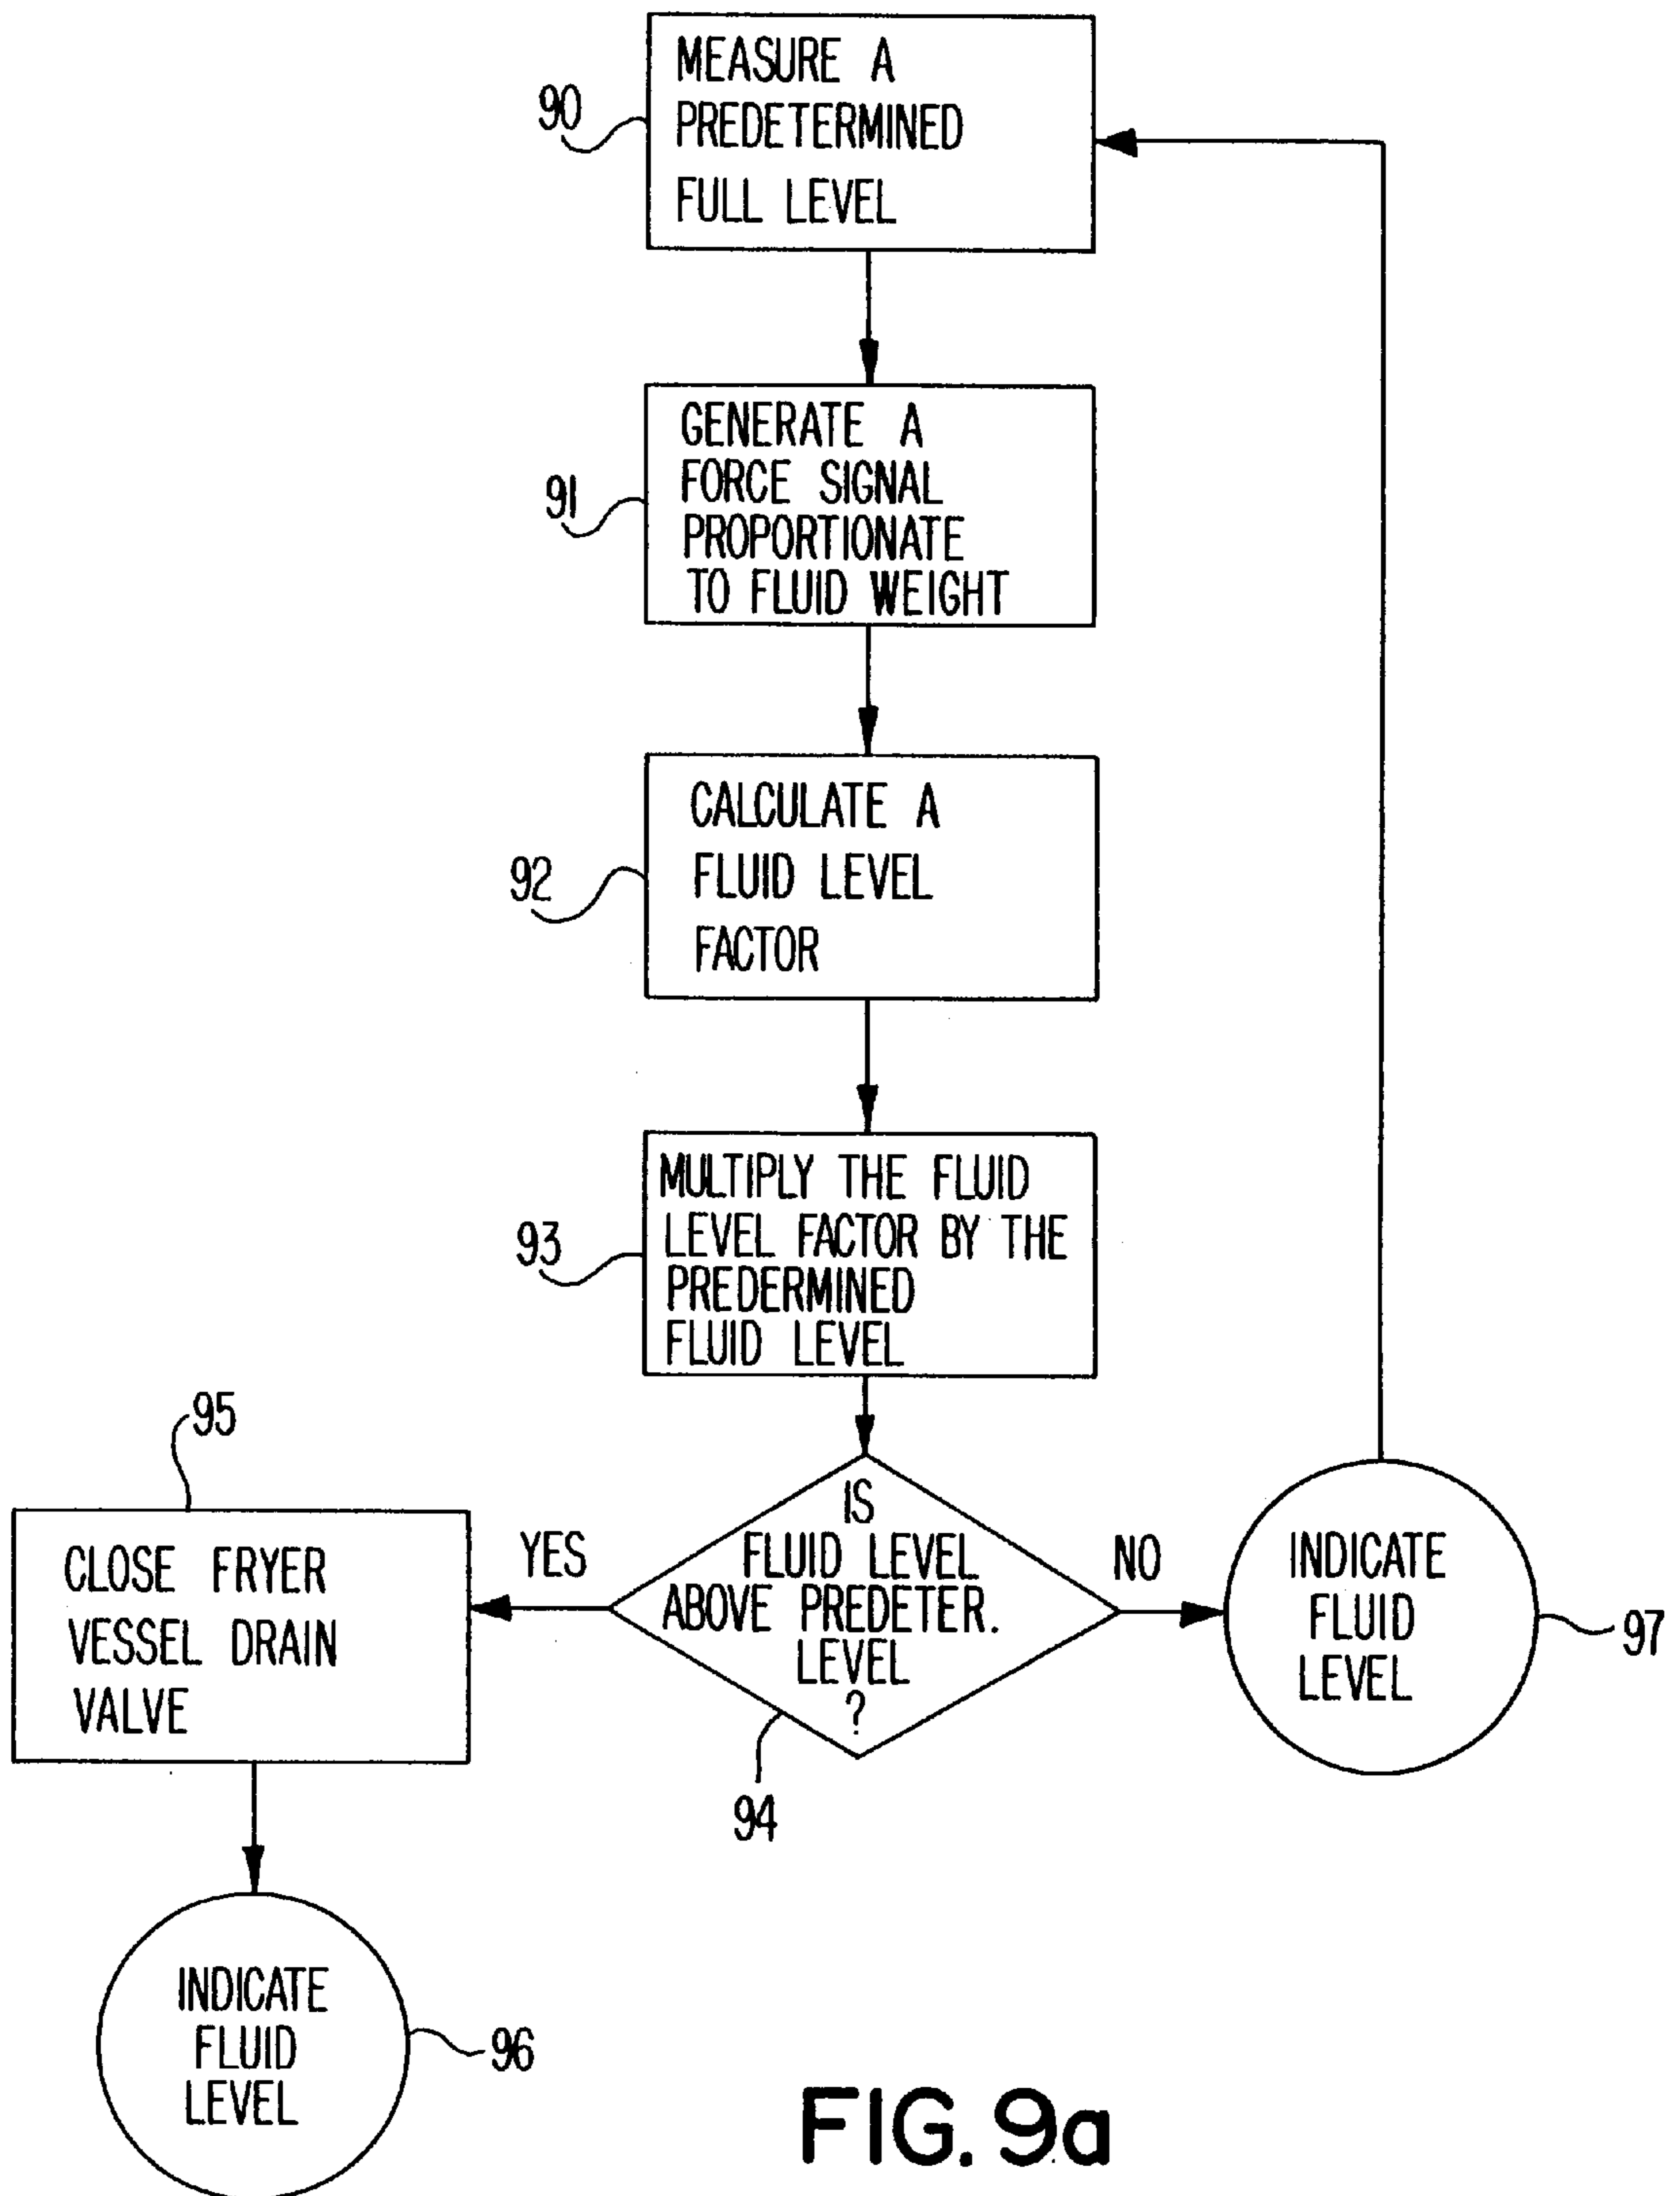 90
MEASURE A
PREDETERMINED
FULL LEVEL
91
GENERATE A
FORCE SIGNAL
PROPORTIONATE
TO FLUID WEIGHT
92
CALCULATE A
FLUID LEVEL
FACTOR
93
MULTIPLY THE FLUID
LEVEL FACTOR BY THE
PREDERMINED
FLUID LEVEL
94
IS
FLUID LEVEL
ABOVE PREDETER.
LEVEL
?
YES
95
CLOSE FRYER
VESSEL DRAIN
VALVE
96
INDICATE
FLUID
LEVEL
NO
97
INDICATE
FLUID
LEVEL
FIG. 9a